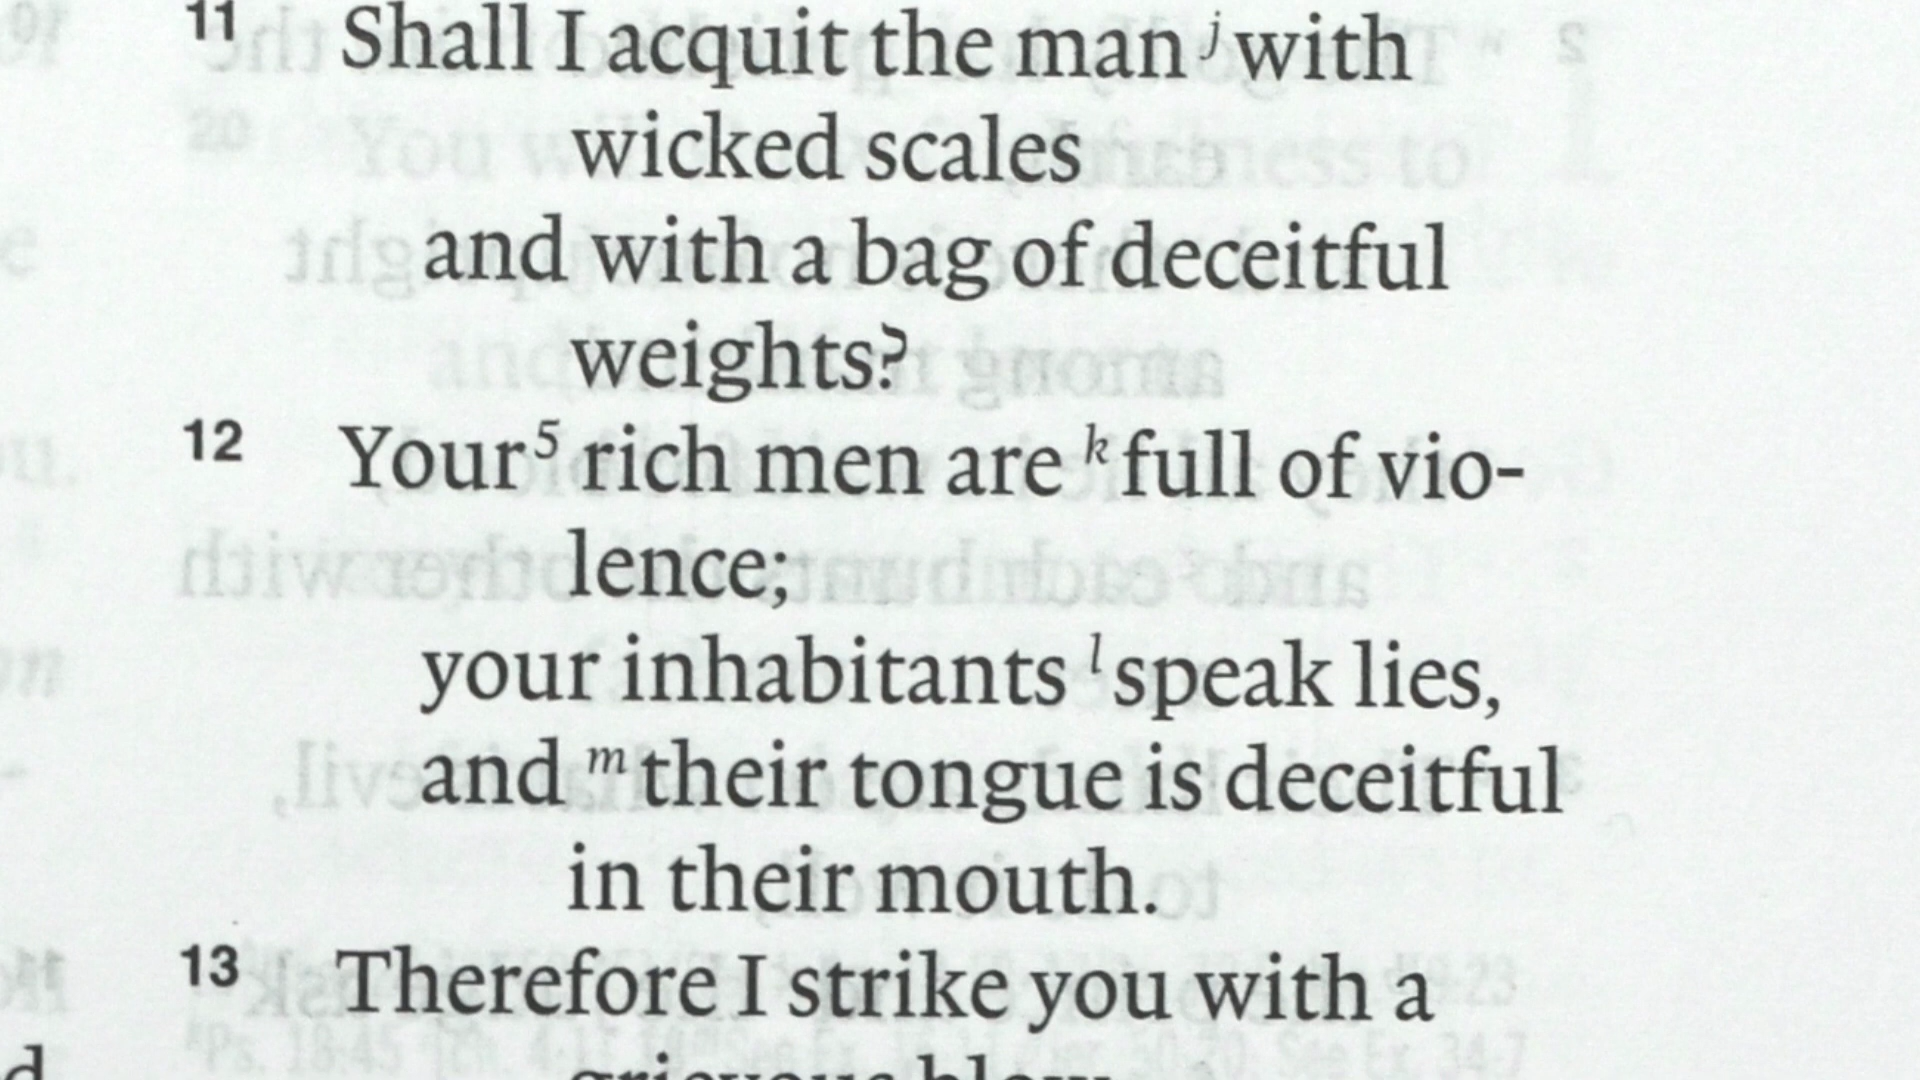 11 Shall I acquit the man j with
wicked scales
and with a bag of deceitful
weights?
12 Your5 rich men are k full of vio-
lence;
your inhabitants l speak lies,
and m their tongue is deceitful
in their mouth.
13 Therefore I strike you with a
grievous blow